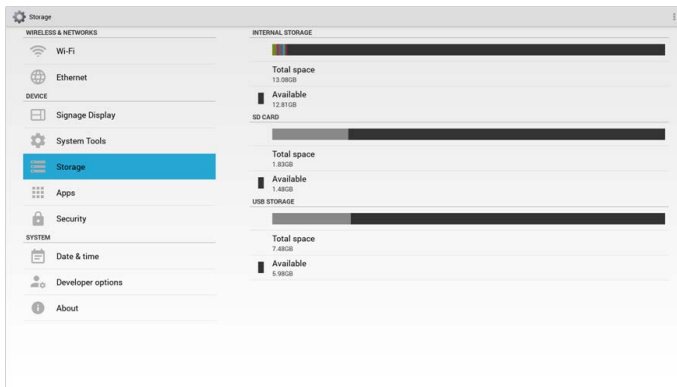 Storage
WIRELESS & NETWORKS
Wi-Fi
Ethernet
DEVICE
Signage Display
System Tools
Storage
Apps
Security
SYSTEM
Date & time
Developer options
About
INTERNAL STORAGE
Total space
13.08GB
Available
12.81GB
SD CARD
Total space
1.83GB
Available
1.48GB
USB STORAGE
Total space
7.48GB
Available
5.98GB